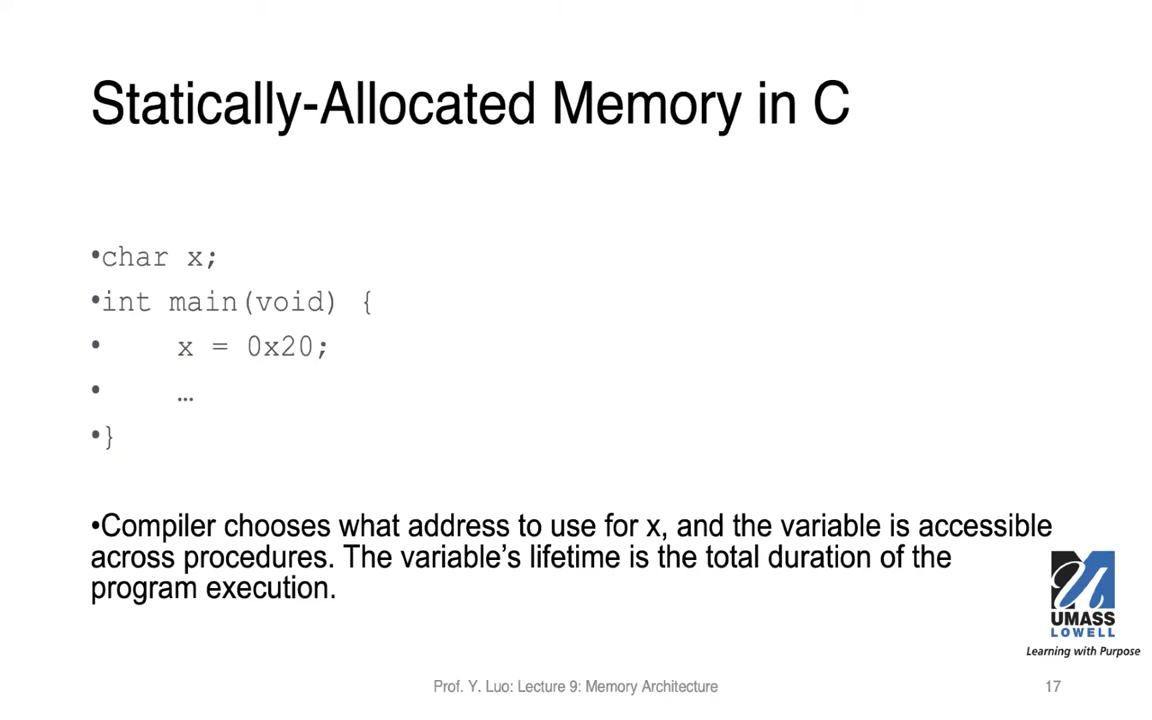 Statically-Allocated Memory in C
•char x;
•int main(void) {
• x = 0x20;
• …
•}
•Compiler chooses what address to use for x, and the variable is accessible
across procedures. The variable’s lifetime is the total duration of the
program execution.
UMASS
LOWELL
Learning with Purpose
Prof. Y. Luo: Lecture 9: Memory Architecture
17